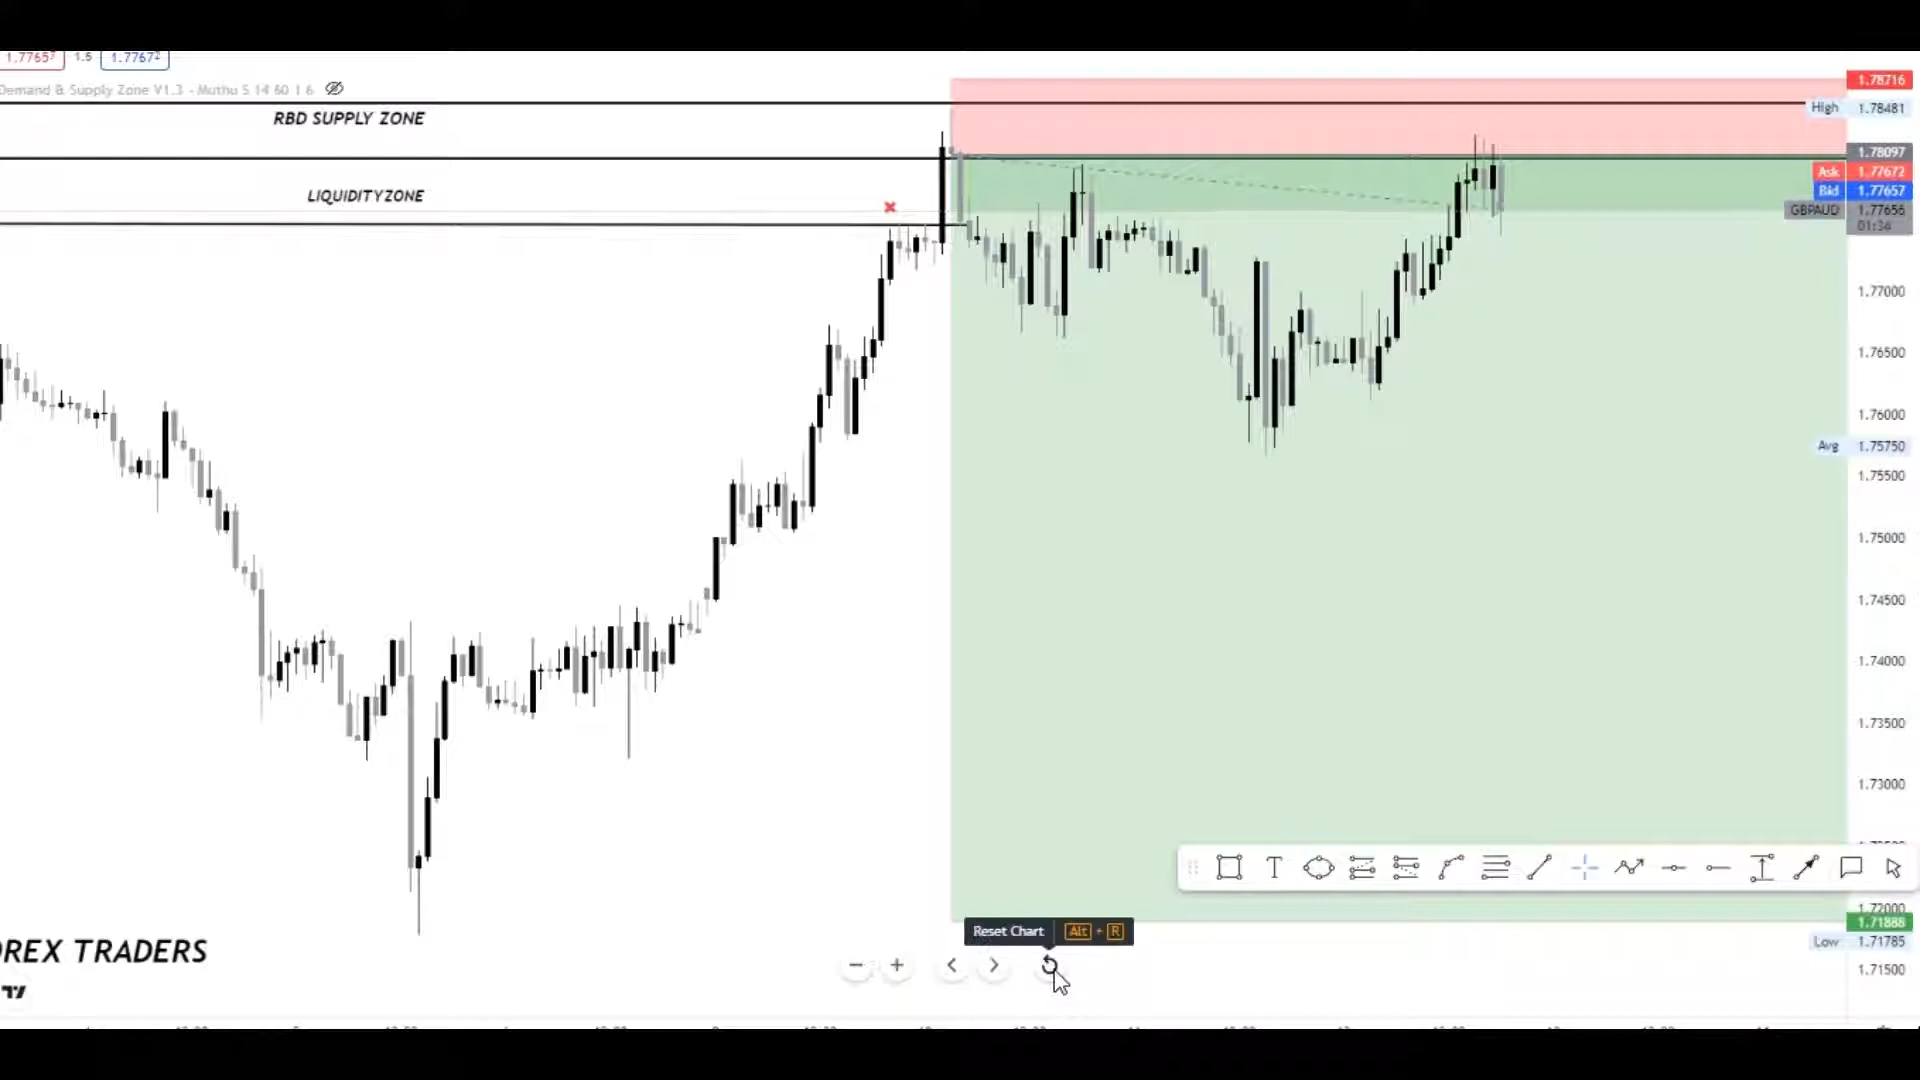 1.77657 1.5 1.77672
Demand & Supply Zone V1.3 - Muthu 5 14 60 1 6
RBD SUPPLY ZONE
LIQUIDITYZONE
1.78716
High 1.78481
1.78097
Ask 1.77672
Bid 1.77657
GBPAUD 1.77656
01:34
1.77000
1.76500
1.76000
Avg 1.75750
1.75500
1.75000
1.74500
1.74000
1.73500
1.73000
1.72000
1.71888
Low 1.71785
1.71500
Reset Chart Alt + R
OREX TRADERS